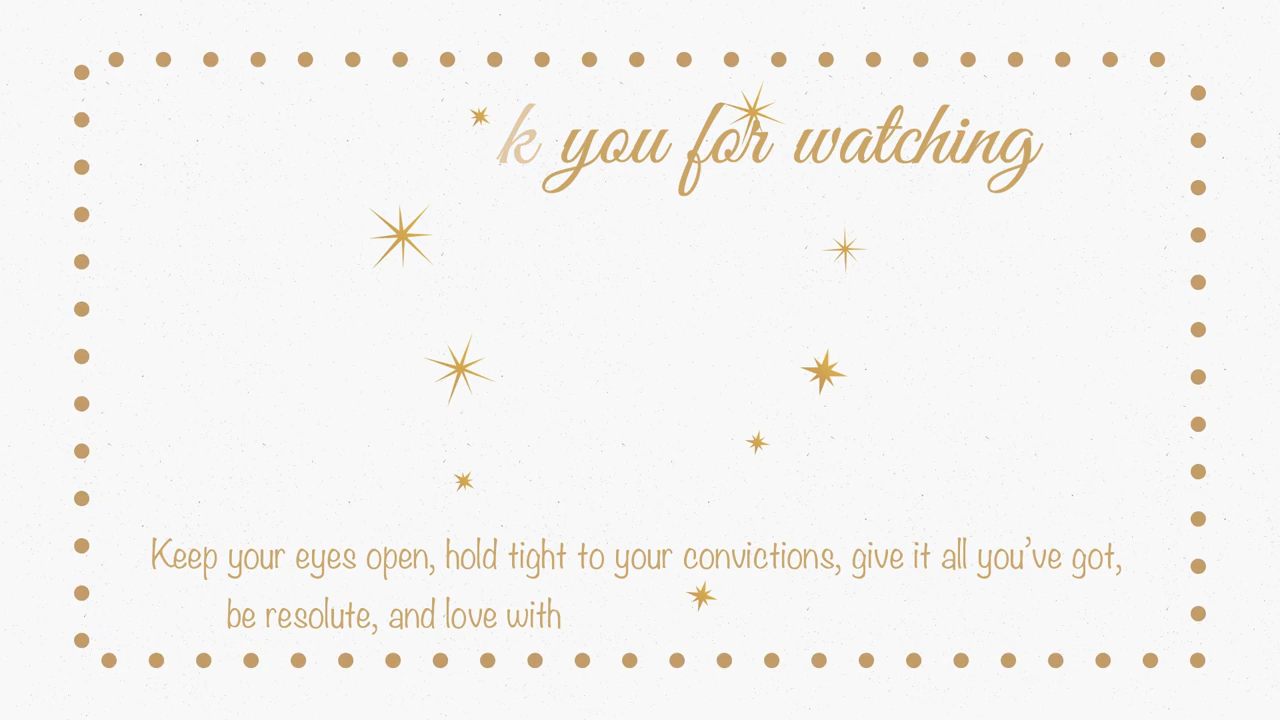 k you for watching
Keep your eyes open, hold tight to your convictions, give it all you've got,
be resolute, and love with